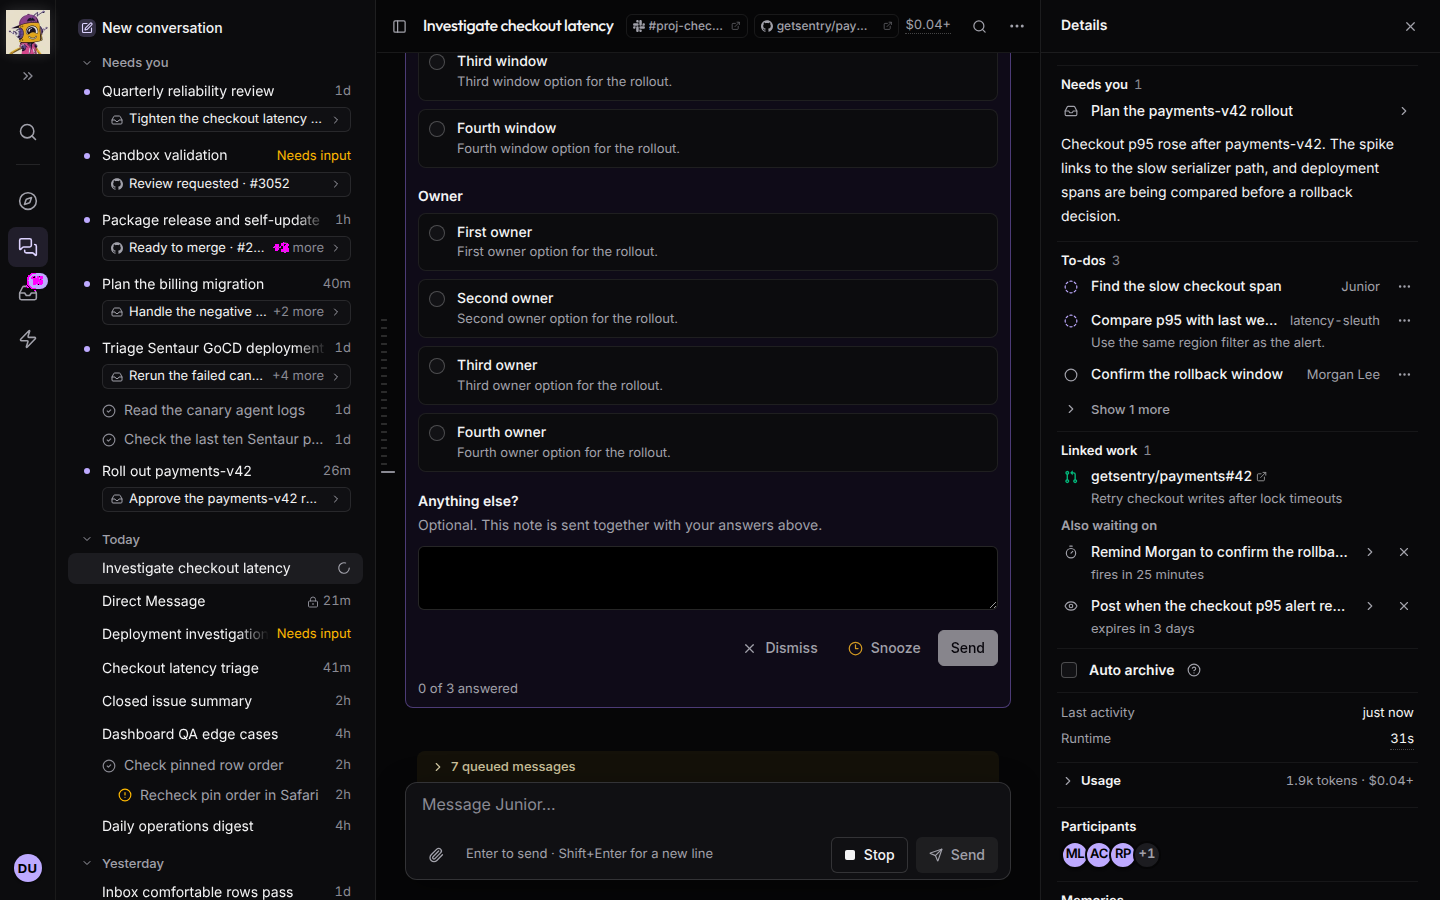 New conversation
Needs you
Quarterly reliability review 1d
Tighten the checkout latency ...
Sandbox validation Needs input
Review requested · #3052
Package release and self-update 1h
Ready to merge · #2... more
Plan the billing migration 40m
Handle the negative ... +2 more
Triage Sentaur GoCD deployment 1d
Rerun the failed can... +4 more
Read the canary agent logs 1d
Check the last ten Sentaur p... 1d
Roll out payments-v42 26m
Approve the payments-v42 r...
Today
Investigate checkout latency
Direct Message 21m
Deployment investigation Needs input
Checkout latency triage 41m
Closed issue summary 2h
Dashboard QA edge cases 4h
Check pinned row order 2h
Recheck pin order in Safari 2h
Daily operations digest 4h
Yesterday
Inbox comfortable rows pass 1d
DU
Investigate checkout latency #proj-chec... getsentry/pay... $0.04+
Third window
Third window option for the rollout.
Fourth window
Fourth window option for the rollout.
Owner
First owner
First owner option for the rollout.
Second owner
Second owner option for the rollout.
Third owner
Third owner option for the rollout.
Fourth owner
Fourth owner option for the rollout.
Anything else?
Optional. This note is sent together with your answers above.
Dismiss Snooze Send
0 of 3 answered
7 queued messages
Message Junior...
Enter to send · Shift+Enter for a new line Stop Send
Details
Needs you 1
Plan the payments-v42 rollout
Checkout p95 rose after payments-v42. The spike
links to the slow serializer path, and deployment
spans are being compared before a rollback
decision.
To-dos 3
Find the slow checkout span Junior
Compare p95 with last we... latency-sleuth
Use the same region filter as the alert.
Confirm the rollback window Morgan Lee
Show 1 more
Linked work 1
getsentry/payments#42
Retry checkout writes after lock timeouts
Also waiting on
Remind Morgan to confirm the rollba...
fires in 25 minutes
Post when the checkout p95 alert re...
expires in 3 days
Auto archive
Last activity just now
Runtime 31s
Usage 1.9k tokens · $0.04+
Participants
ML AC RP +1
Memories